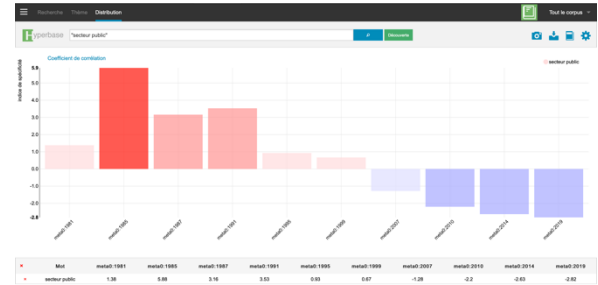 Recherche Thème Distribution Tout le corpus
Hyperbase "secteur public" Découverte
Coefficient de corrélation
secteur public
Indice de spécificité
5.9
5.0
4.0
3.0
2.0
1.0
0.0
-1.0
-2.0
-2.8
meta0:1981 meta0:1985 meta0:1987 meta0:1991 meta0:1995 meta0:1999 meta0:2007 meta0:2010 meta0:2014 meta0:2019
Mot meta0:1981 meta0:1985 meta0:1987 meta0:1991 meta0:1995 meta0:1999 meta0:2007 meta0:2010 meta0:2014 meta0:2019
secteur public 1.38 5.88 3.16 3.53 0.93 0.67 -1.28 -2.2 -2.63 -2.82